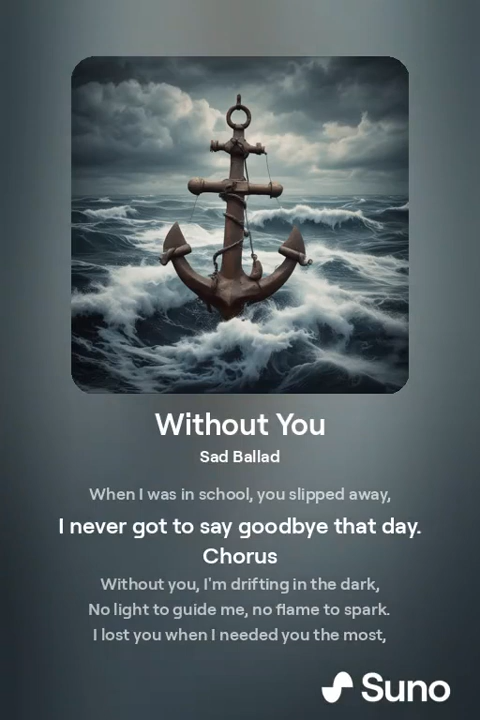 Without You
Sad Ballad
When I was in school, you slipped away,
I never got to say goodbye that day.
Chorus
Without you, I'm drifting in the dark,
No light to guide me, no flame to spark.
I lost you when I needed you the most,
Suno